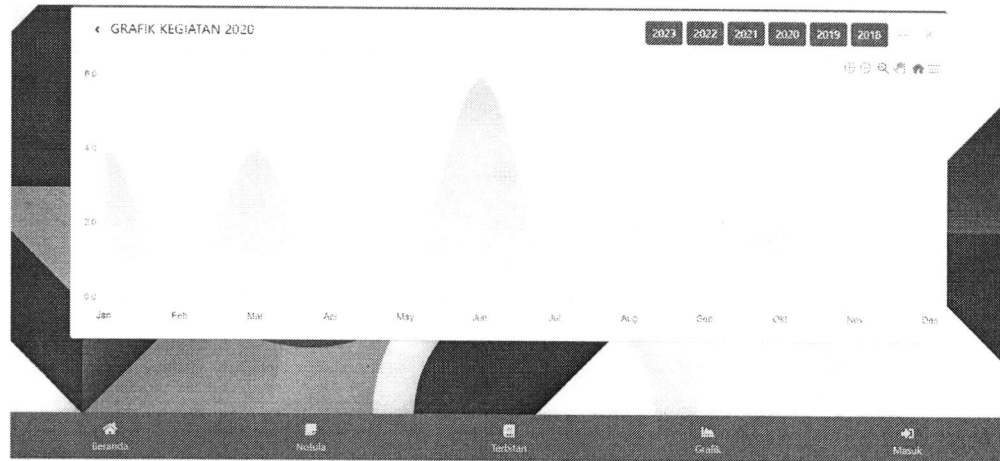 GRAFIK KEGIATAN 2020
2023 2022 2021 2020 2019 2018
6.0
4.0
2.0
0.0
Jan Feb Mar Apr May Jun Jul Aug Sep Okt Nov Des
Beranda Notula Terbitan Grafik Masuk